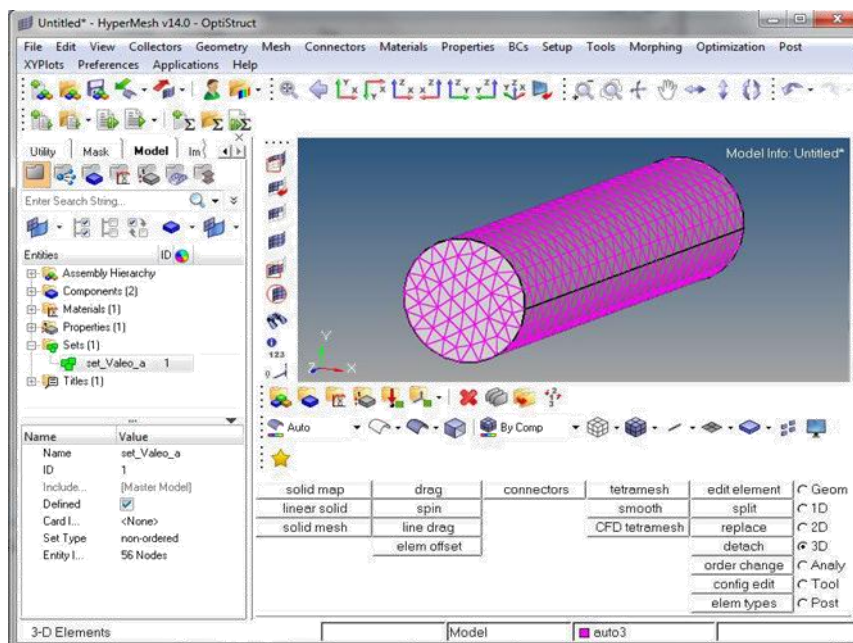 Untitled* - HyperMesh v14.0 - OptiStruct
File Edit View Collectors Geometry Mesh Connectors Materials Properties BCs Setup Tools Morphing Optimization Post
XYPlots Preferences Applications Help
Utility Mask Model Im
Enter Search String...
Entities ID
Assembly Hierarchy
Components (2)
Materials (1)
Properties (1)
Sets (1)
set_Valeo_a 1
Titles (1)
Model Info: Untitled*
Y
Z X
123
Auto By Comp
Name Value
Name set_Valeo_a
ID 1
Include... [Master Model]
Defined
Card I... <None>
Set Type non-ordered
Entity I... 56 Nodes
solid map drag connectors tetramesh edit element Geom
linear solid spin smooth split 1D
solid mesh line drag CFD tetramesh replace 2D
elem offset detach 3D
order change Analy
config edit Tool
elem types Post
3-D Elements Model auto3